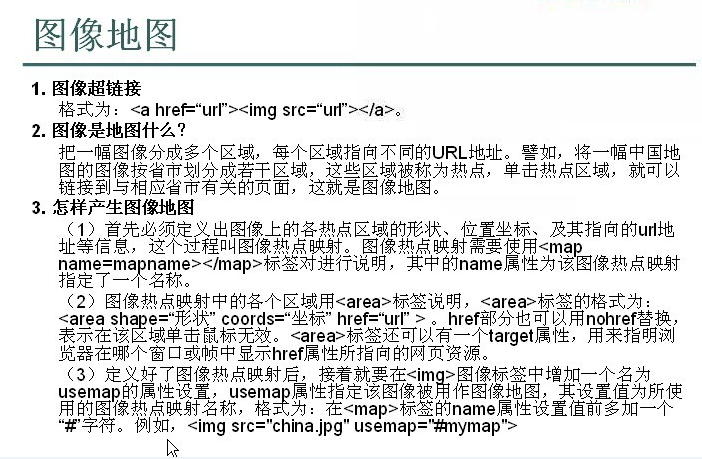 图像地图
1. 图像超链接
格式为：<a href=“url”><img src=“url”></a>。
2. 图像是地图什么？
把一幅图像分成多个区域，每个区域指向不同的URL地址。譬如，将一幅中国地
图的图像按省市划分成若干区域，这些区域被称为热点，单击热点区域，就可以
链接到与相应省市有关的页面，这就是图像地图。
3. 怎样产生图像地图
（1）首先必须定义出图像上的各热点区域的形状、位置坐标、及其指向的url地
址等信息，这个过程叫图像热点映射。图像热点映射需要使用<map
name=mapname></map>标签对进行说明，其中的name属性为该图像热点映射
指定了一个名称。
（2）图像热点映射中的各个区域用<area>标签说明，<area>标签的格式为：
<area shape=“形状” coords=“坐标” href=“url” > 。href部分也可以用nohref替换，
表示在该区域单击鼠标无效。<area>标签还可以有一个target属性，用来指明浏
览器在哪个窗口或帧中显示href属性所指向的网页资源。
（3）定义好了图像热点映射后，接着就要在<img>图像标签中增加一个名为
usemap的属性设置，usemap属性指定该图像被用作图像地图，其设置值为所使
用的图像热点映射名称，格式为：在<map>标签的name属性设置值前多加一个
“#”字符。例如，<img src="china.jpg" usemap="#mymap">